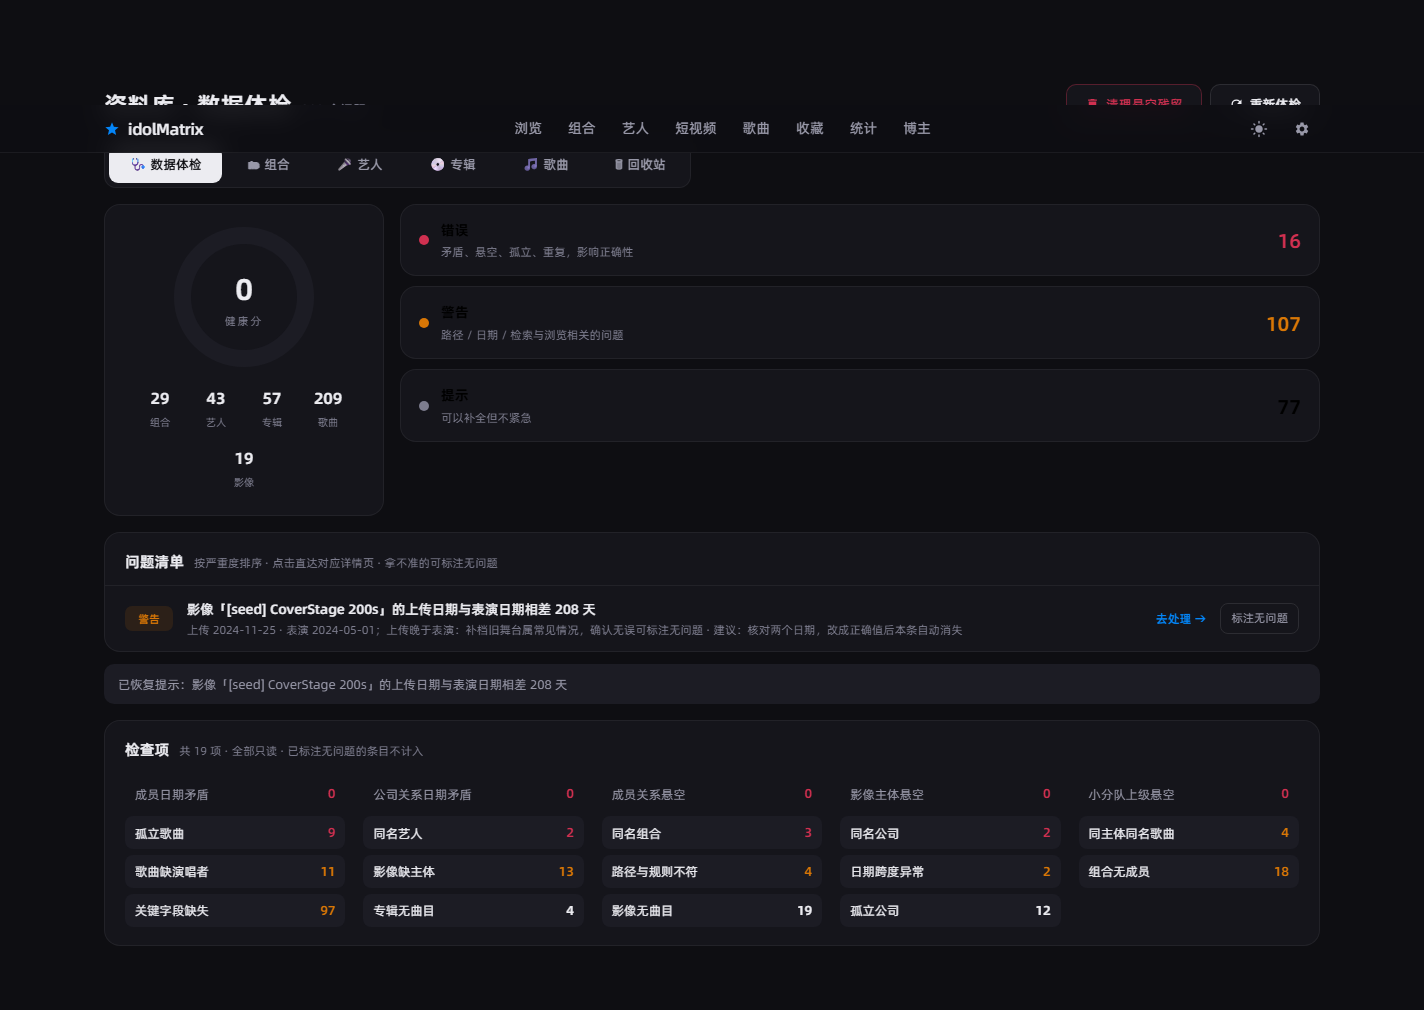 资料库 · 数据体检
清理悬空残留
重新体检
idolMatrix
浏览 组合 艺人 短视频 歌曲 收藏 统计 博主
数据体检 组合 艺人 专辑 歌曲 回收站
0
健康分
29 43 57 209
组合 艺人 专辑 歌曲
19
影像
错误
矛盾、悬空、孤立、重复，影响正确性
16
警告
路径 / 日期 / 检索与浏览相关的问题
107
提示
可以补全但不紧急
77
问题清单 按严重度排序 · 点击直达对应详情页 · 拿不准的可标注无问题
警告
影像「[seed] CoverStage 200s」的上传日期与表演日期相差 208 天
上传 2024-11-25 · 表演 2024-05-01；上传晚于表演：补档旧舞台属常见情况，确认无误可标注无问题 · 建议：核对两个日期，改成正确值后本条自动消失
去处理 →
标注无问题
已恢复提示：影像「[seed] CoverStage 200s」的上传日期与表演日期相差 208 天
检查项 共 19 项 · 全部只读 · 已标注无问题的条目不计入
成员日期矛盾 0 公司关系日期矛盾 0 成员关系悬空 0 影像主体悬空 0 小分队上级悬空 0
孤立歌曲 9 同名艺人 2 同名组合 3 同名公司 2 同主体同名歌曲 4
歌曲缺演唱者 11 影像缺主体 13 路径与规则不符 4 日期跨度异常 2 组合无成员 18
关键字段缺失 97 专辑无曲目 4 影像无曲目 19 孤立公司 12